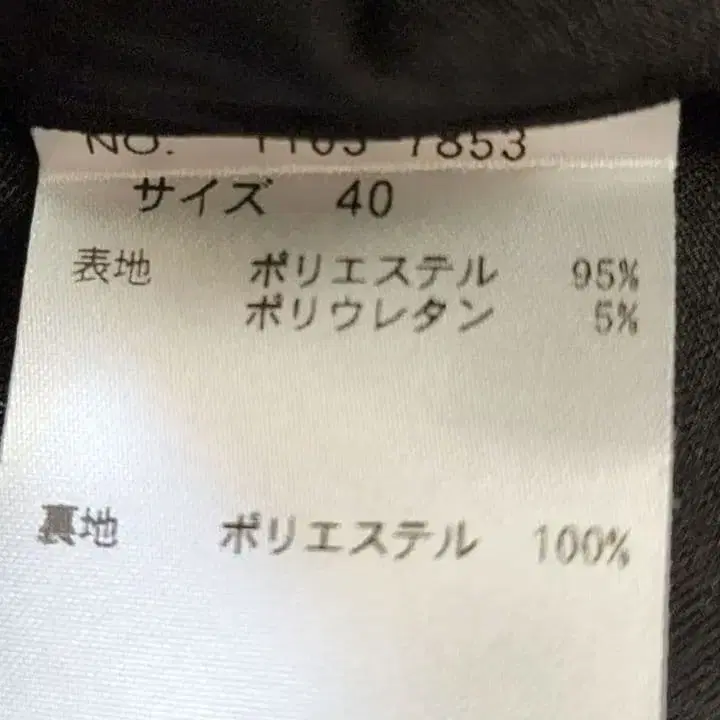 NO. 1103-7853
サイズ 40
表地 ポリエステル 95%
ポリウレタン 5%
裏地 ポリエステル 100%